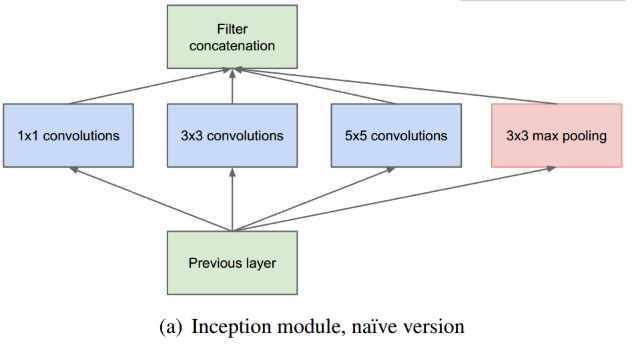 Filter
concatenation
1x1 convolutions
3x3 convolutions
5x5 convolutions
3x3 max pooling
Previous layer
(a) Inception module, naïve version